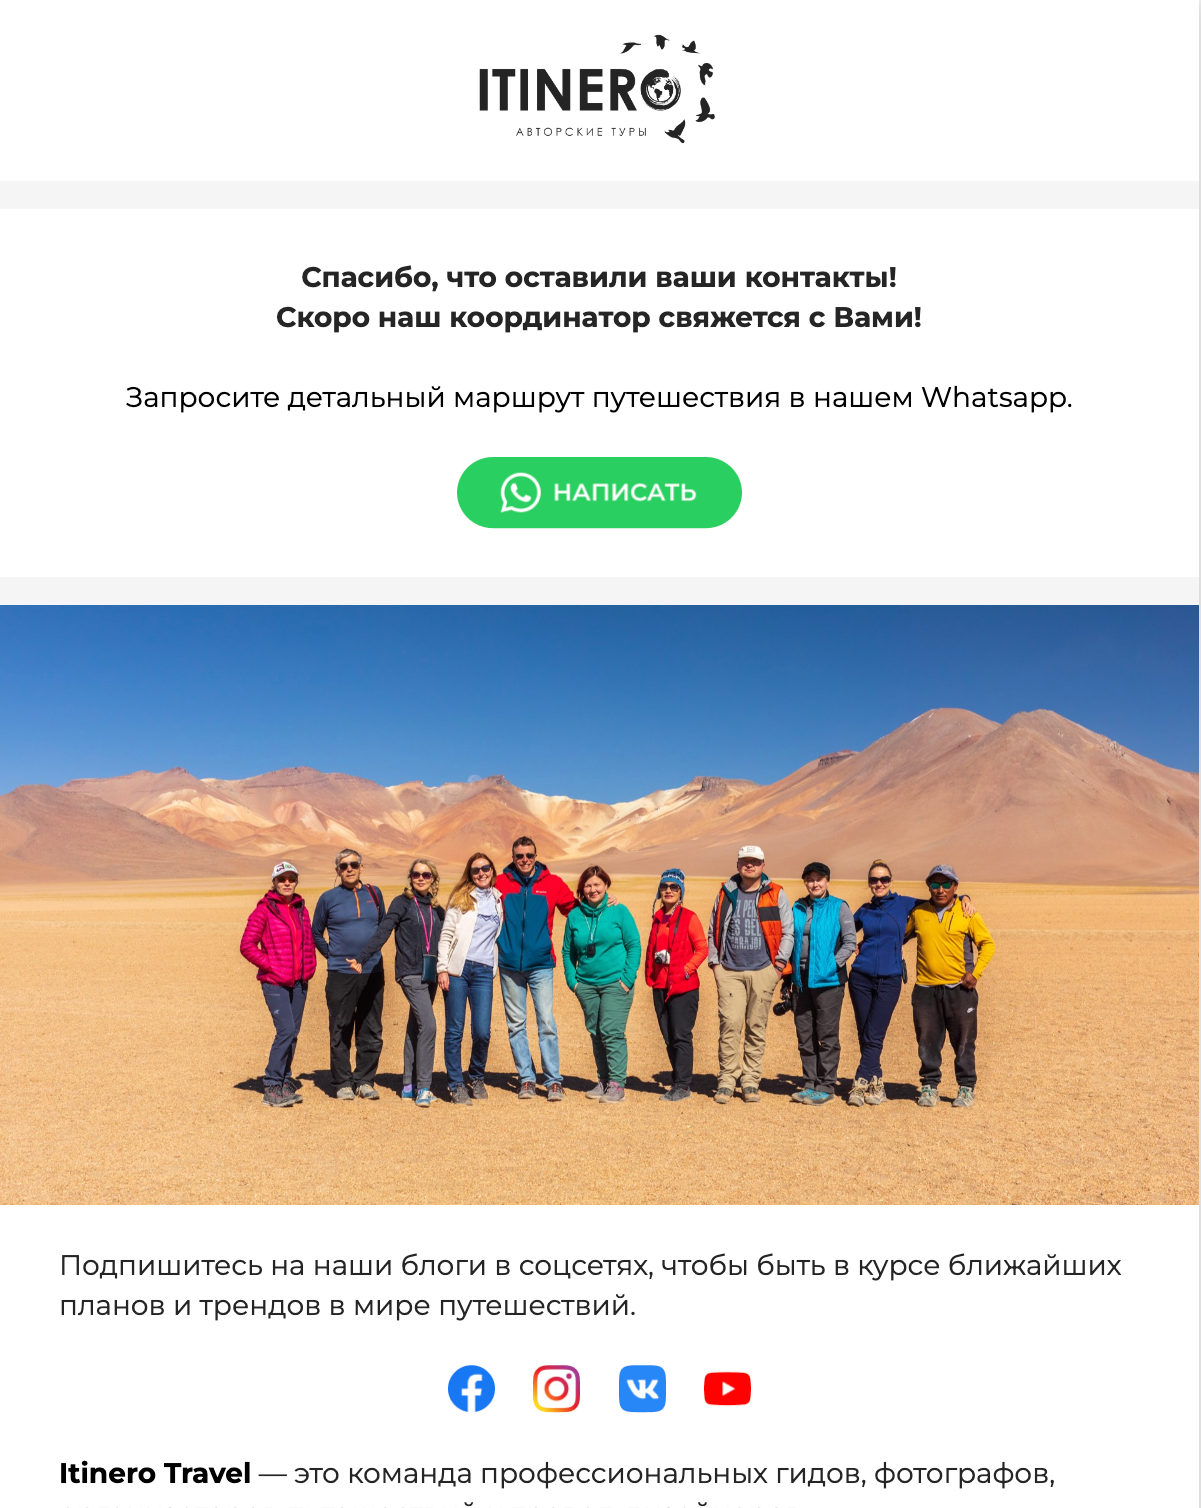 ITINERO
АВТОРСКИЕ ТУРЫ
Спасибо, что оставили ваши контакты!
Скоро наш координатор свяжется с Вами!
Запросите детальный маршрут путешествия в нашем Whatsapp.
НАПИСАТЬ
Подпишитесь на наши блоги в соцсетях, чтобы быть в курсе ближайших
планов и трендов в мире путешествий.
Itinero Travel — это команда профессиональных гидов, фотографов,